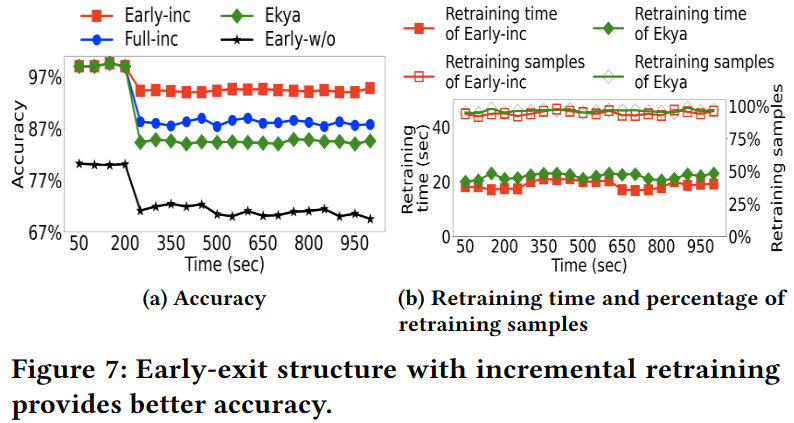 Early-inc
Ekya
Full-inc
Early-w/o
97%
87%
77%
67%
Accuracy
50
200
350
500
650
800
950
Time (sec)
(a) Accuracy
Retraining time
of Early-inc
Retraining time
of Ekya
Retraining samples
of Early-inc
Retraining samples
of Ekya
40
20
0
Retraining
time (sec)
100%
75%
50%
25%
0%
Retraining samples
50
200
350
500
650
800
950
Time (sec)
(b) Retraining time and percentage of
retraining samples
Figure 7: Early-exit structure with incremental retraining
provides better accuracy.